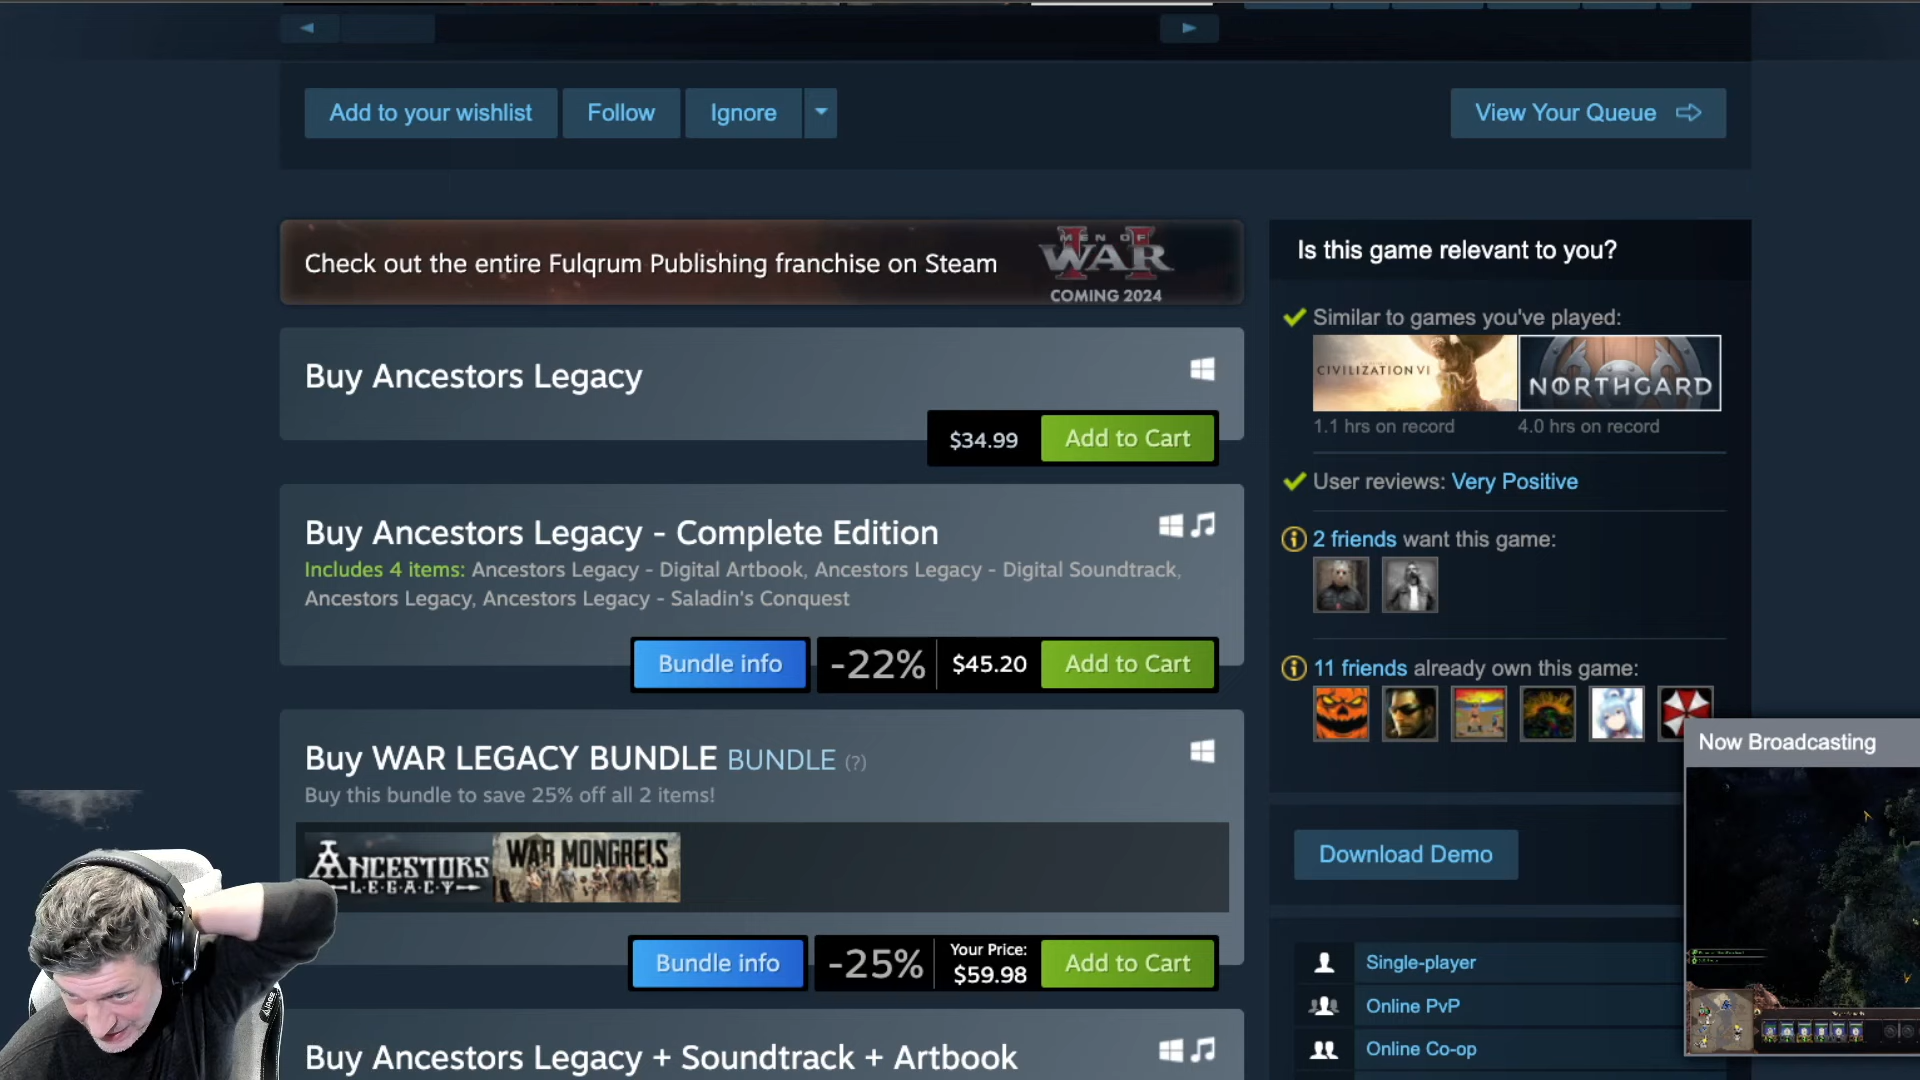 Add to your wishlist
Follow
Ignore
View Your Queue
Check out the entire Fulqrum Publishing franchise on Steam
MEN OF
WAR
II
COMING 2024
Buy Ancestors Legacy
$34.99
Add to Cart
Buy Ancestors Legacy - Complete Edition
Includes 4 items: Ancestors Legacy - Digital Artbook, Ancestors Legacy - Digital Soundtrack,
Ancestors Legacy, Ancestors Legacy - Saladin's Conquest
Bundle info
-22%
$45.20
Add to Cart
Buy WAR LEGACY BUNDLE BUNDLE (?)
Buy this bundle to save 25% off all 2 items!
ANCESTORS
LEGACY
WAR MONGRELS
Bundle info
-25%
Your Price:
$59.98
Add to Cart
Buy Ancestors Legacy + Soundtrack + Artbook
Is this game relevant to you?
Similar to games you've played:
CIVILIZATION VI
NORTHGARD
1.1 hrs on record
4.0 hrs on record
User reviews: Very Positive
2 friends want this game:
11 friends already own this game:
Now Broadcasting
Download Demo
Single-player
Online PvP
Online Co-op